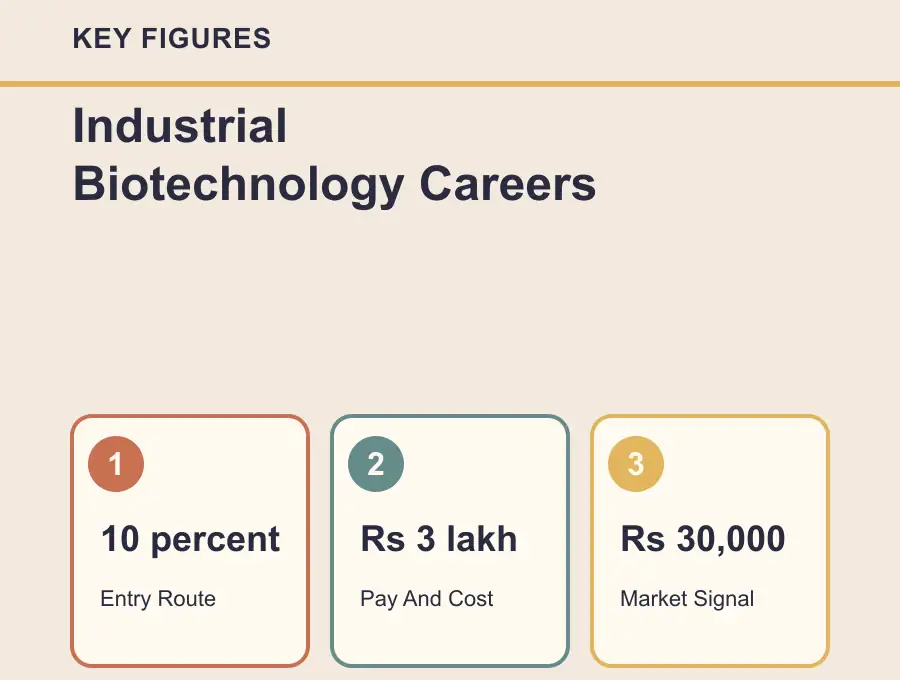 KEY FIGURES
Industrial
Biotechnology Careers
1
10 percent
Entry Route
2
Rs 3 lakh
Pay And Cost
3
Rs 30,000
Market Signal